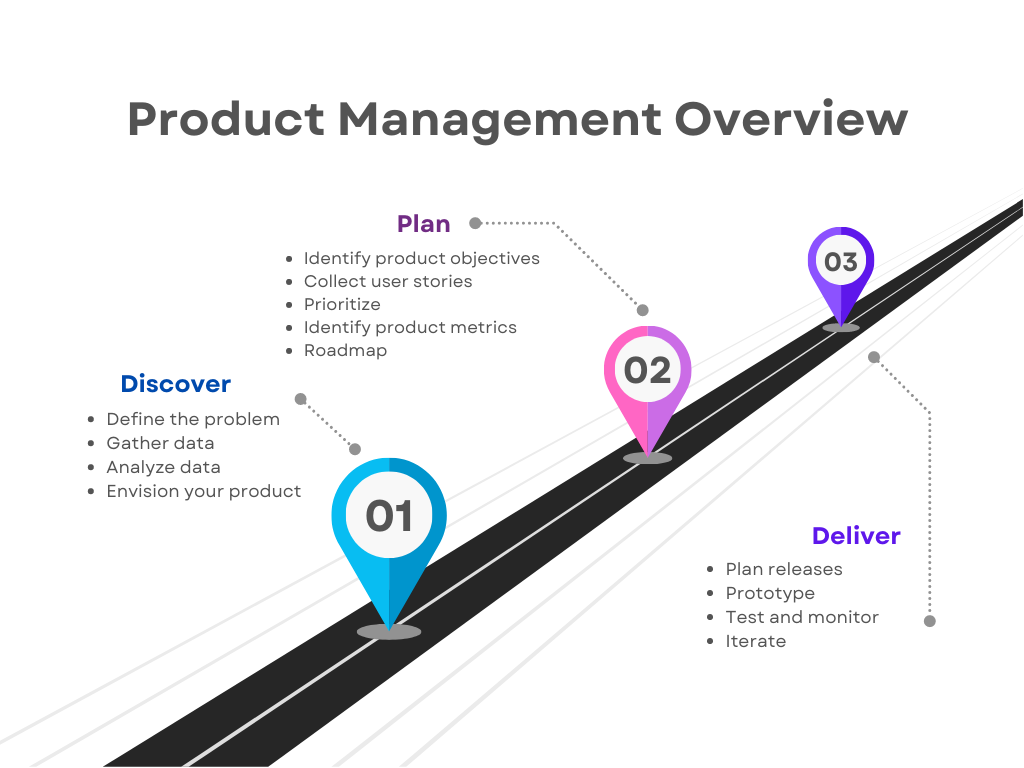 Product Management Overview
Plan
Identify product objectives
Collect user stories
Prioritize
Identify product metrics
Roadmap
Discover
Define the problem
Gather data
Analyze data
Envision your product
01
02
03
Deliver
Plan releases
Prototype
Test and monitor
Iterate